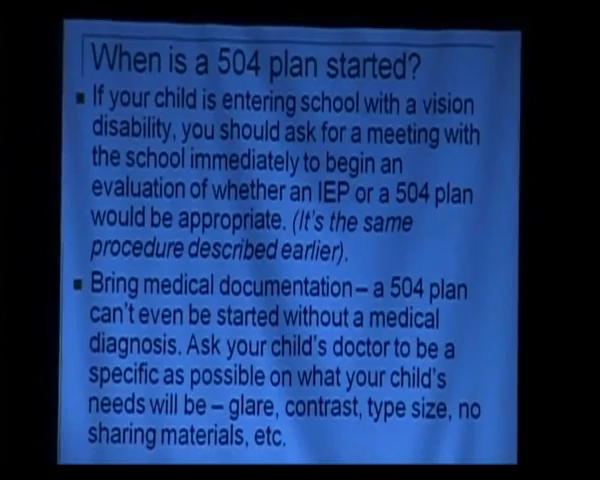 When is a 504 plan started?
▪ If your child is entering school with a vision
disability, you should ask for a meeting with
the school immediately to begin an
evaluation of whether an IEP or a 504 plan
would be appropriate. (It's the same
procedure described earlier).
▪ Bring medical documentation – a 504 plan
can't even be started without a medical
diagnosis. Ask your child's doctor to be a
specific as possible on what your child's
needs will be – glare, contrast, type size, no
sharing materials, etc.